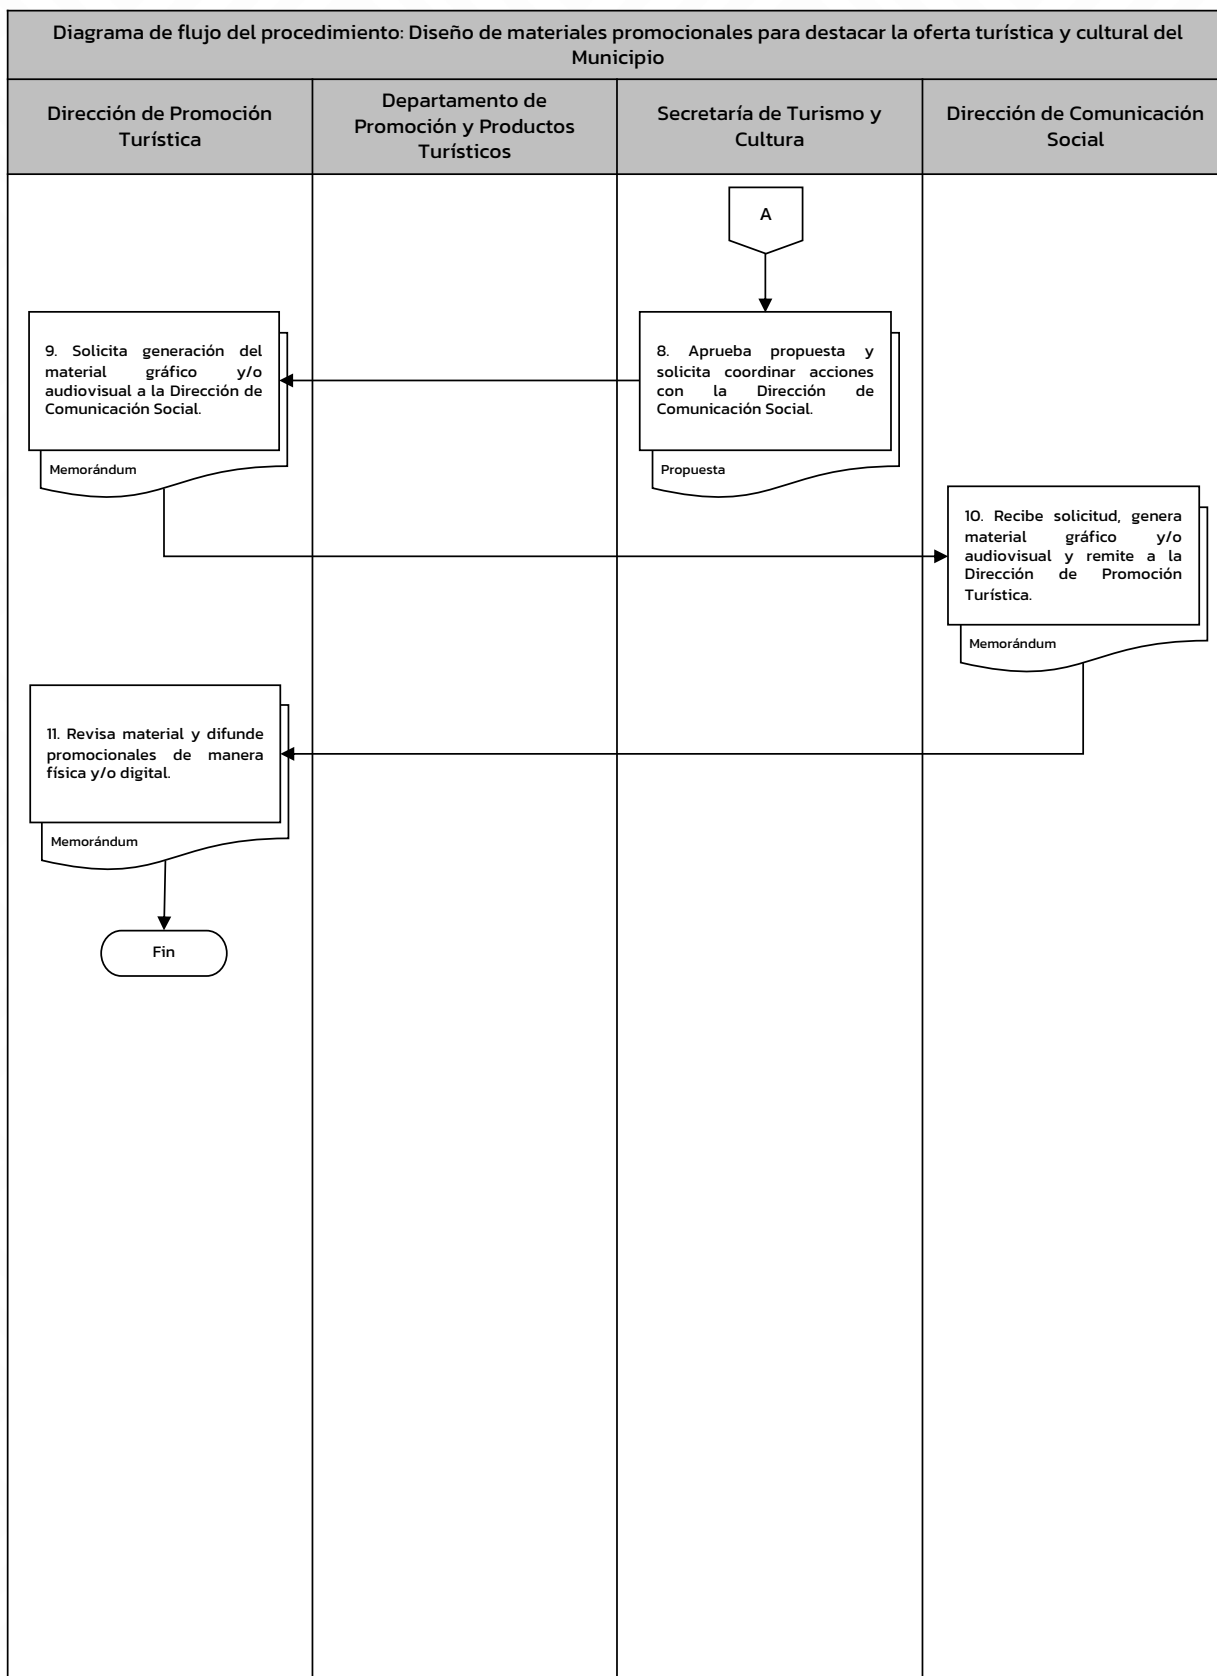 Diagrama de flujo del procedimiento: Diseño de materiales promocionales para destacar la oferta turística y cultural del
Municipio
Dirección de Promoción
Turística
Departamento de
Promoción y Productos
Turísticos
Secretaría de Turismo y
Cultura
Dirección de Comunicación
Social
A
8. Aprueba propuesta y
solicita coordinar acciones
con la Dirección de
Comunicación Social.
Propuesta
9. Solicita generación del
material gráfico y/o
audiovisual a la Dirección de
Comunicación Social.
Memorándum
10. Recibe solicitud, genera
material gráfico y/o
audiovisual y remite a la
Dirección de Promoción
Turística.
Memorándum
11. Revisa material y difunde
promocionales de manera
física y/o digital.
Memorándum
Fin